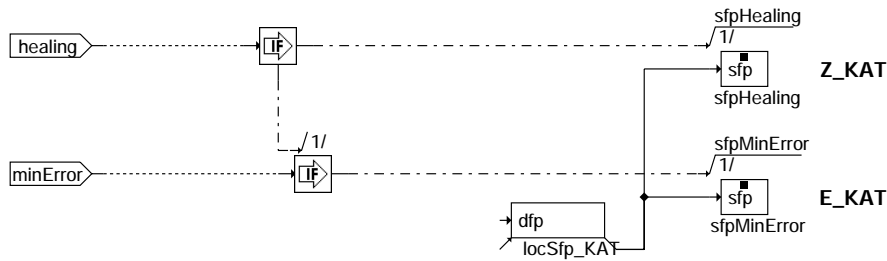 sfpHealing
healing
IF
1/
sfp
Z_KAT
sfpHealing
1/
sfpMinError
minError
IF
1/
sfp
E_KAT
dfp
sfpMinError
locSfp_KAT